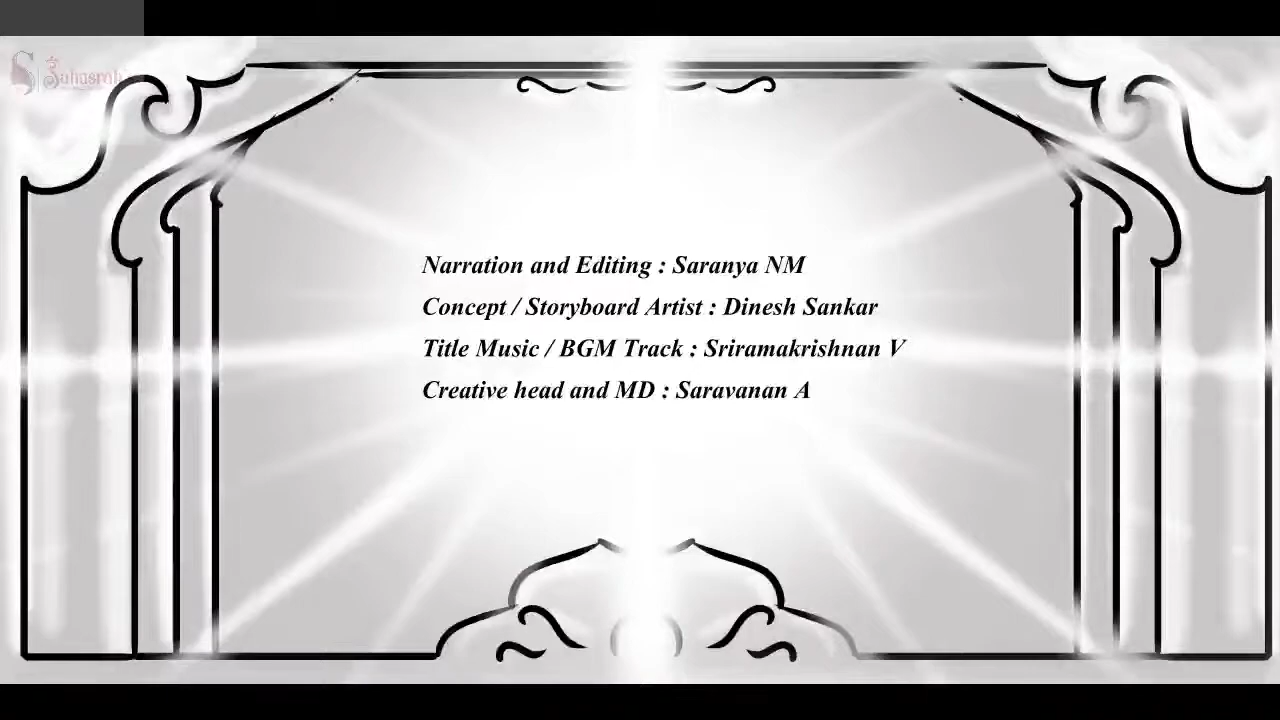 Narration and Editing : Saranya NM
Concept / Storyboard Artist : Dinesh Sankar
Title Music / BGM Track : Sriramakrishnan V
Creative head and MD : Saravanan A